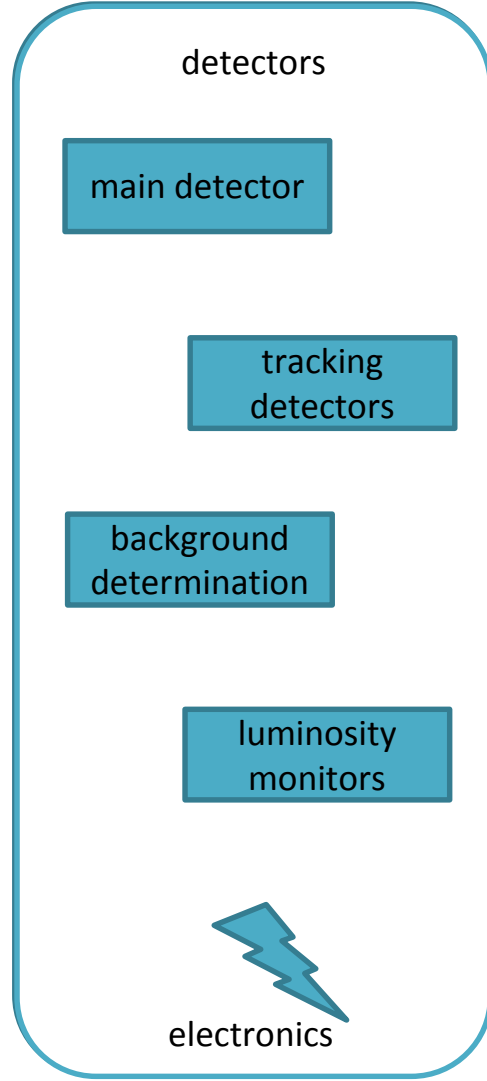 detectors
main detector
tracking
detectors
background
determination
luminosity
monitors
electronics